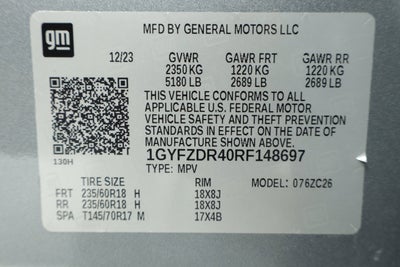 gm
MFD BY GENERAL MOTORS LLC
12/23 GVWR GAWR FRT GAWR RR
2350 KG 1220 KG 1220 KG
5180 LB 2689 LB 2689 LB
THIS VEHICLE CONFORMS TO ALL
APPLICABLE U.S. FEDERAL MOTOR
VEHICLE SAFETY AND THEFT PREVENTION
STANDARDS IN EFFECT ON THE DATE OF
MANUFACTURE SHOWN ABOVE.
130H
1GYFZDR40RF148697
TYPE: MPV
TIRE SIZE RIM MODEL: 076ZC26
FRT 235/60R18 H 18X8J
RR 235/60R18 H 18X8J
SPA T145/70R17 M 17X4B